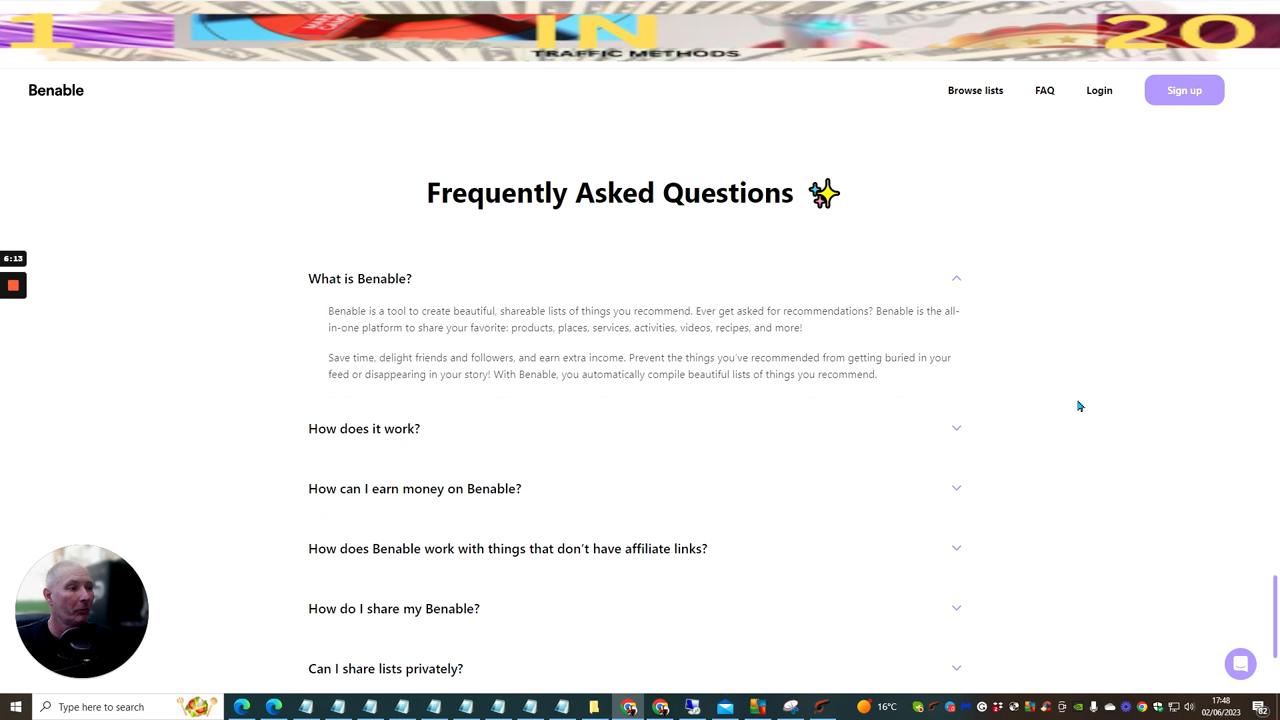 1 IN 20
TRAFFIC METHODS
Benable
Browse lists FAQ Login Sign up
Frequently Asked Questions
6:13
What is Benable?
Benable is a tool to create beautiful, shareable lists of things you recommend. Ever get asked for recommendations? Benable is the all-
in-one platform to share your favorite: products, places, services, activities, videos, recipes, and more!
Save time, delight friends and followers, and earn extra income. Prevent the things you've recommended from getting buried in your
feed or disappearing in your story! With Benable, you automatically compile beautiful lists of things you recommend.
How does it work?
How can I earn money on Benable?
How does Benable work with things that don't have affiliate links?
How do I share my Benable?
Can I share lists privately?
Type here to search
16°C
17:48
02/06/2023